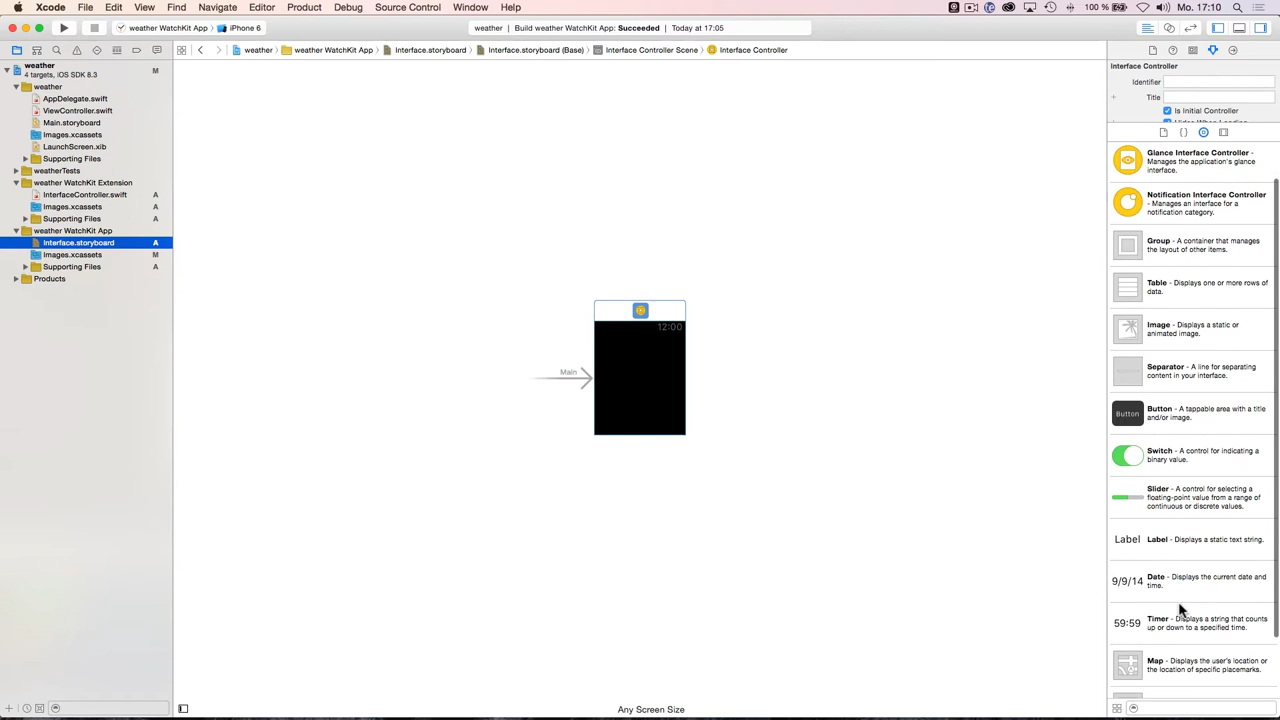 Xcode File Edit View Find Navigate Editor Product Debug Source Control Window Help
100 % Mo. 17:10
weather WatchKit App iPhone 6
weather | Build weather WatchKit App: Succeeded | Today at 17:05
weather weather WatchKit App Interface.storyboard Interface.storyboard (Base) Interface Controller Scene Interface Controller
weather
4 targets, iOS SDK 8.3 M
weather
AppDelegate.swift
ViewController.swift
Main.storyboard
Images.xcassets
LaunchScreen.xib
Supporting Files
weatherTests
weather WatchKit Extension
InterfaceController.swift A
Images.xcassets A
Supporting Files A
weather WatchKit App
Interface.storyboard A
Images.xcassets M
Supporting Files A
Products
Main
12:00
Any Screen Size
Interface Controller
Identifier
Title
Is Initial Controller
Hides When Loading
Glance Interface Controller -
Manages the application's glance
interface.
Notification Interface Controller
- Manages an interface for a
notification category.
Group - A container that manages
the layout of other items.
Table - Displays one or more rows of
data.
Image - Displays a static or
animated image.
Separator - A line for separating
content in your interface.
Button
Button - A tappable area with a title
and/or image.
Switch - A control for indicating a
binary value.
Slider - A control for selecting a
floating-point value from a range of
continuous or discrete values.
Label
Label - Displays a static text string.
9/9/14
Date - Displays the current date and
time.
59:59
Timer - Displays a string that counts
up or down to a specified time.
Map - Displays the user's location or
the location of specific placemarks.